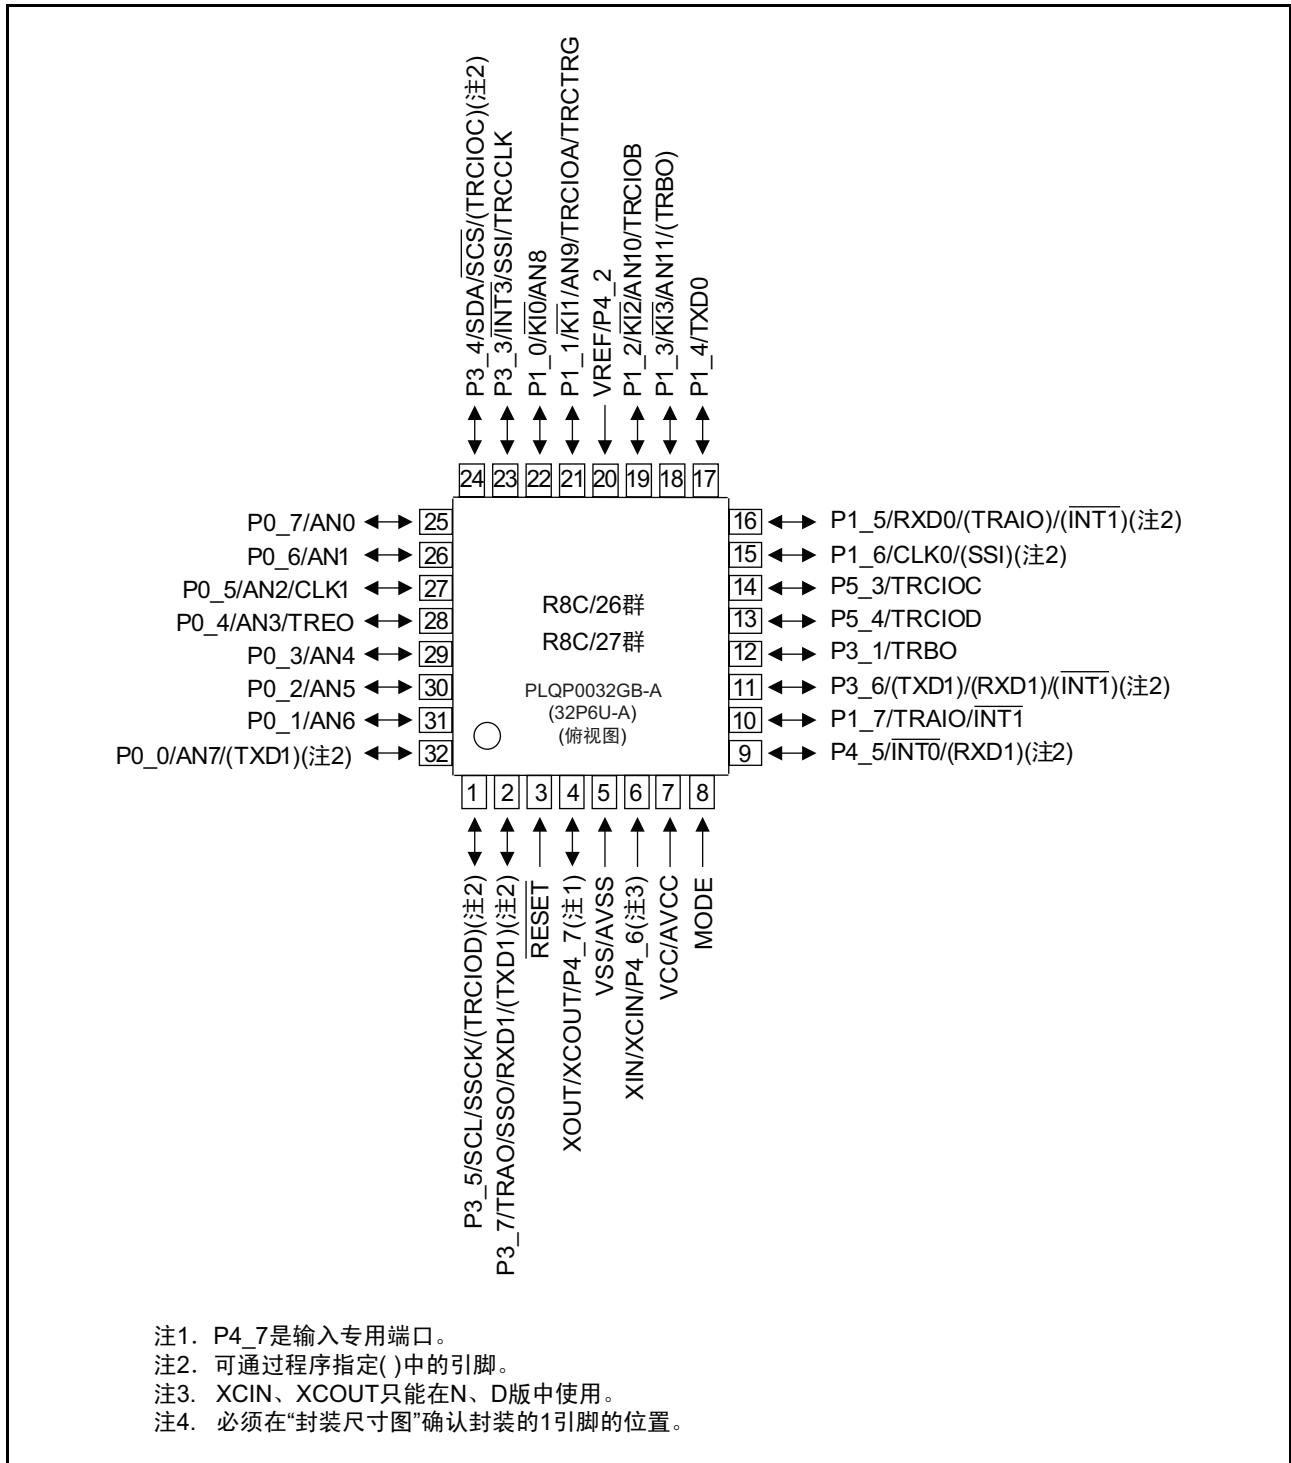 P3_4/SDA/SCS/(TRCIOC)(注2)
P3_3/INT3/SSI/TRCCLK
P1_0/KI0/AN8
P1_1/KI1/AN9/TRCIOA/TRCTRG
VREF/P4_2
P1_2/KI2/AN10/TRCIOB
P1_3/KI3/AN11/(TRBO)
P1_4/TXD0
24 23 22 21 20 19 18 17
P0_7/AN0 25
P0_6/AN1 26
P0_5/AN2/CLK1 27
P0_4/AN3/TREO 28
P0_3/AN4 29
P0_2/AN5 30
P0_1/AN6 31
P0_0/AN7/(TXD1)(注2) 32
R8C/26群
R8C/27群
PLQP0032GB-A
(32P6U-A)
(俯视图)
16 P1_5/RXD0/(TRAIO)/(INT1)(注2)
15 P1_6/CLK0/(SSI)(注2)
14 P5_3/TRCIOC
13 P5_4/TRCIOD
12 P3_1/TRBO
11 P3_6/(TXD1)/(RXD1)/(INT1)(注2)
10 P1_7/TRAIO/INT1
9 P4_5/INT0/(RXD1)(注2)
1 2 3 4 5 6 7 8
P3_5/SCL/SSCK/(TRCIOD)(注2)
P3_7/TRAO/SSO/RXD1/(TXD1)(注2)
RESET
XOUT/XCOUT/P4_7(注1)
VSS/AVSS
XIN/XCIN/P4_6(注3)
VCC/AVCC
MODE
注1. P4_7是输入专用端口。
注2. 可通过程序指定( )中的引脚。
注3. XCIN、XCOUT只能在N、D版中使用。
注4. 必须在“封装尺寸图”确认封装的1引脚的位置。